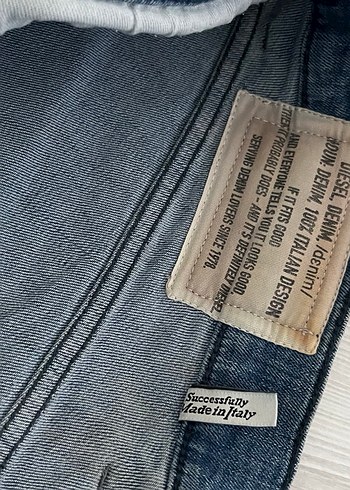 DIESEL. DENIM. /denim/
NOUN. DENIM, 100% ITALIAN DESIGN.
IF IT FITS GOOD
AND EVERYONE TELLS YOU IT LOOKS GOOD
IT PROBABLY DOES - AND IT'S DEFINITELY DIESEL
SERVING DENIM LOVERS SINCE 1978.
Successfully
Made in Italy